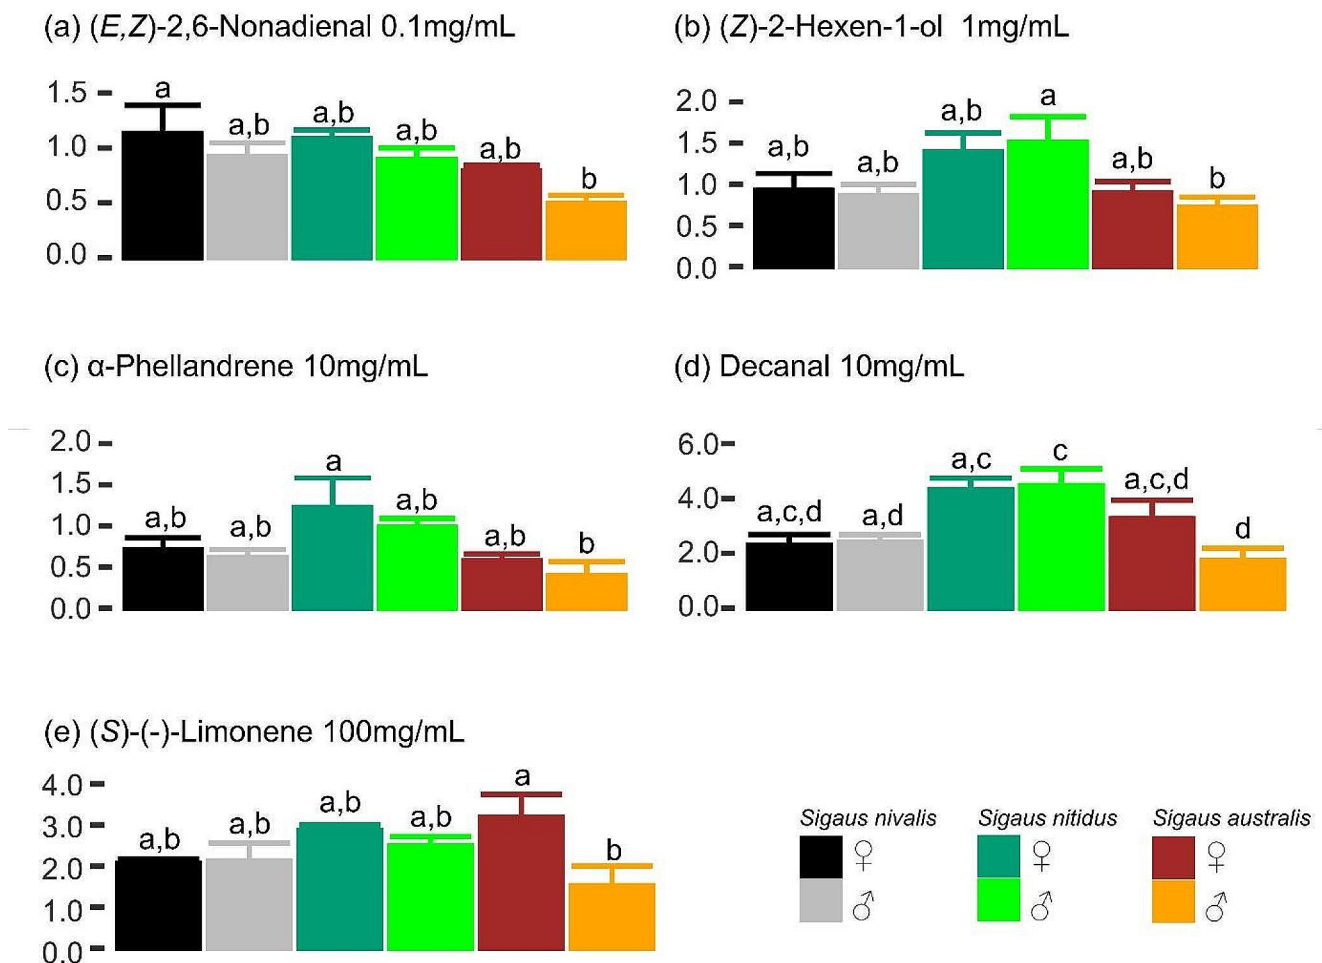 (a) (E,Z)-2,6-Nonadienal 0.1mg/mL
1.5
1.0
0.5
0.0
a
a,b
a,b
a,b
a,b
b
(b) (Z)-2-Hexen-1-ol 1mg/mL
2.0
1.5
1.0
0.5
0.0
a,b
a,b
a,b
a
a,b
b
(c) α-Phellandrene 10mg/mL
2.0
1.5
1.0
0.5
0.0
a,b
a,b
a
a,b
a,b
b
(d) Decanal 10mg/mL
6.0
4.0
2.0
0.0
a,c,d
a,d
a,c
c
a,c,d
d
(e) (S)-(-)-Limonene 100mg/mL
4.0
3.0
2.0
1.0
0.0
a,b
a,b
a,b
a,b
a
b
Sigaus nivalis
♀
♂
Sigaus nitidus
♀
♂
Sigaus australis
♀
♂